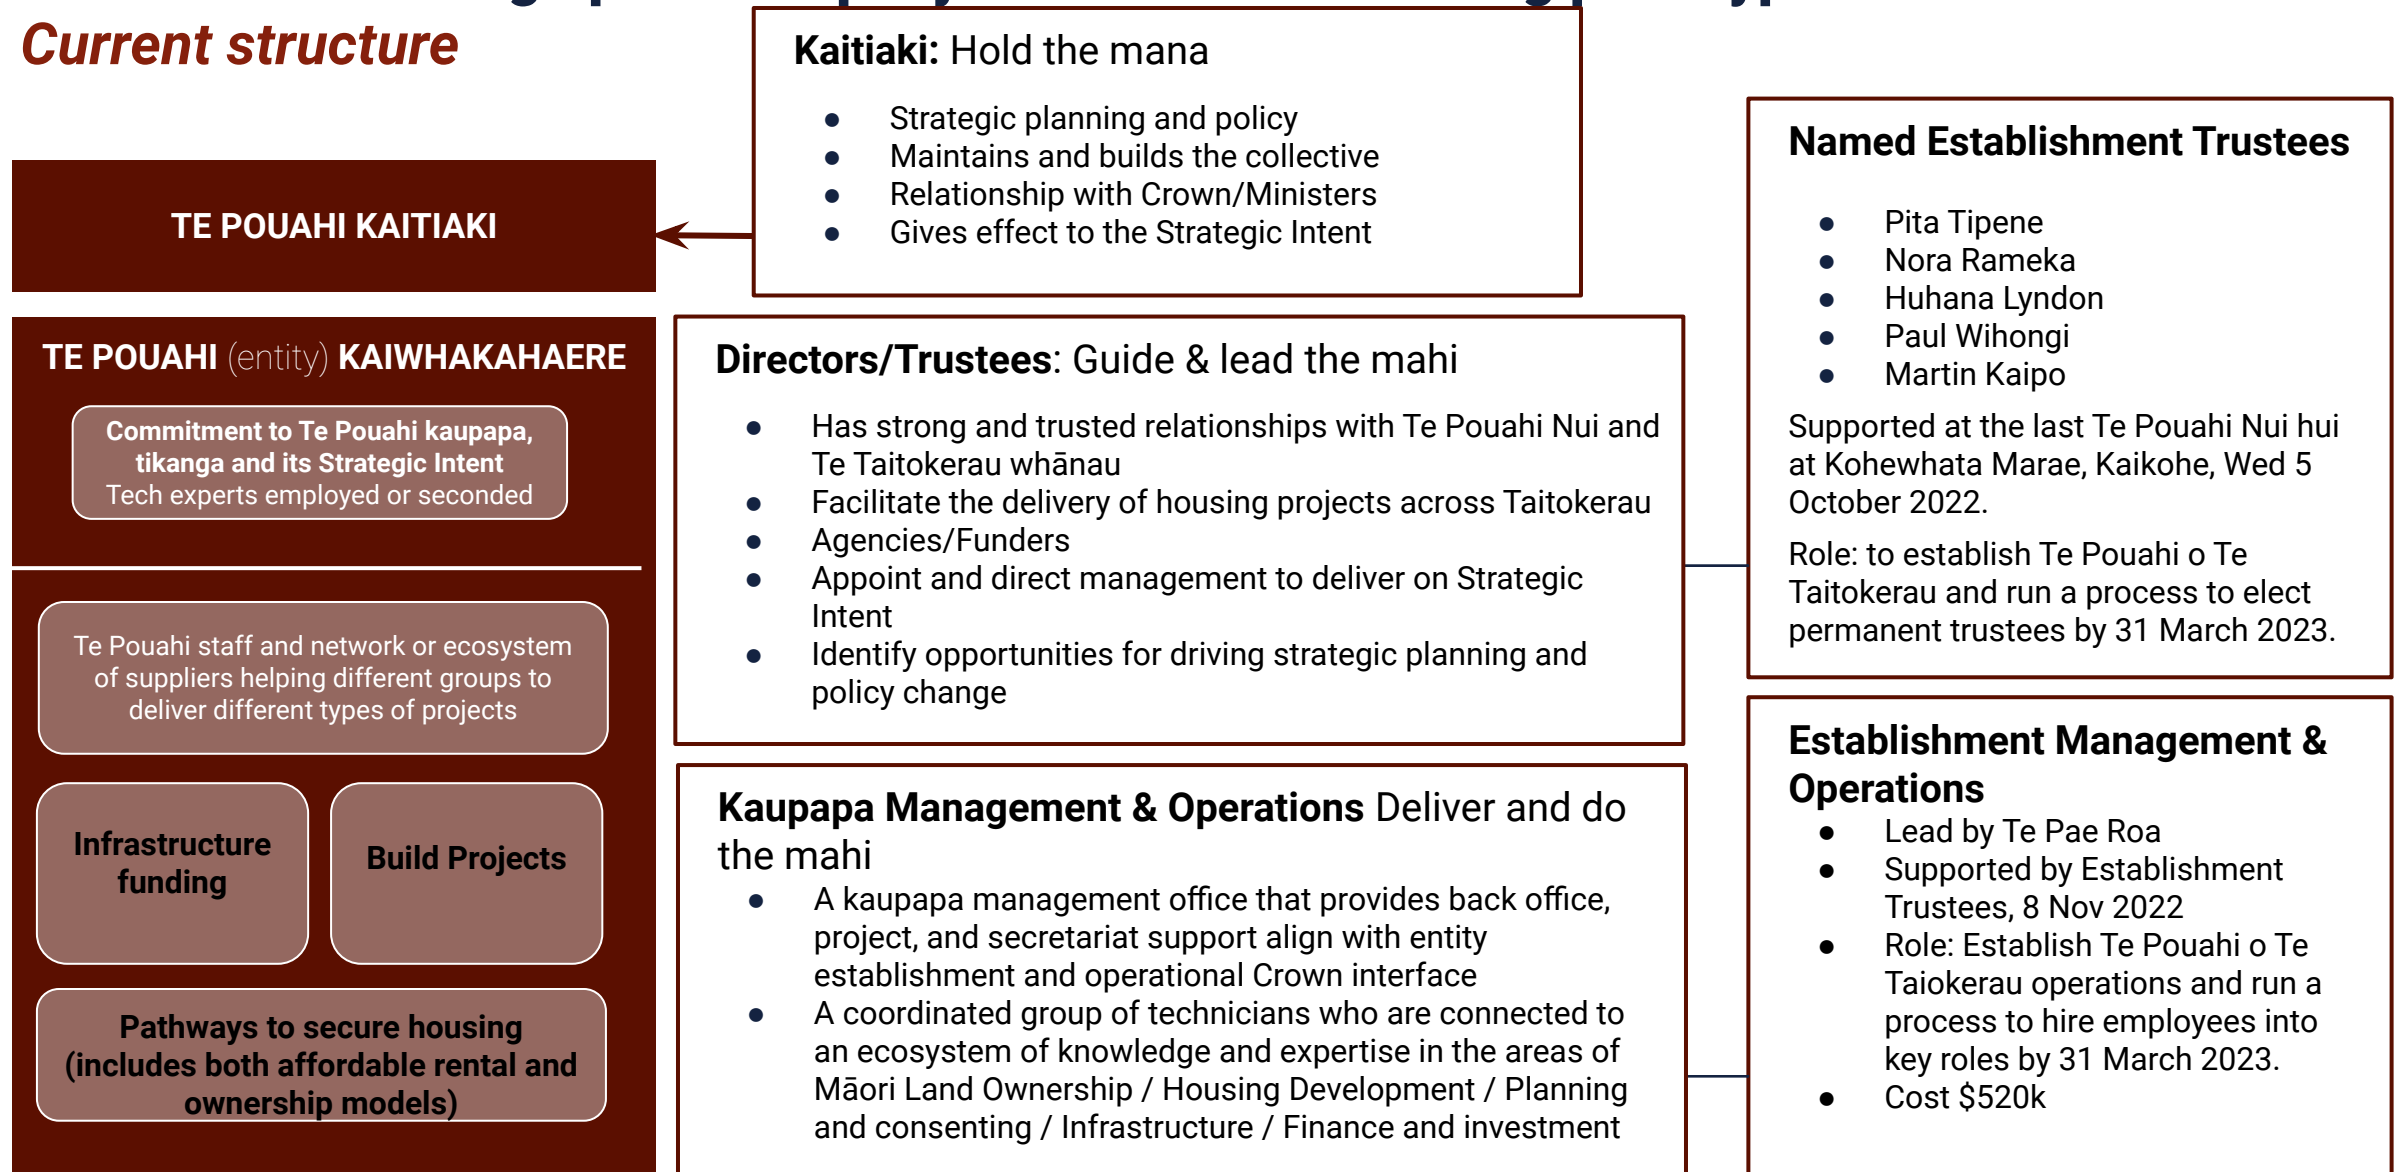 Current structure
Kaitiaki: Hold the mana
● Strategic planning and policy
● Maintains and builds the collective
● Relationship with Crown/Ministers
● Gives effect to the Strategic Intent
TE POUAHI KAITIAKI
TE POUAHI (entity) KAIWHAKAHAERE
Commitment to Te Pouahi kaupapa,
tikanga and its Strategic Intent
Tech experts employed or seconded
Te Pouahi staff and network or ecosystem
of suppliers helping different groups to
deliver different types of projects
Infrastructure
funding
Build Projects
Pathways to secure housing
(includes both affordable rental and
ownership models)
Directors/Trustees: Guide & lead the mahi
● Has strong and trusted relationships with Te Pouahi Nui and
Te Taitokerau whānau
● Facilitate the delivery of housing projects across Taitokerau
● Agencies/Funders
● Appoint and direct management to deliver on Strategic
Intent
● Identify opportunities for driving strategic planning and
policy change
Kaupapa Management & Operations Deliver and do
the mahi
● A kaupapa management office that provides back office,
project, and secretariat support align with entity
establishment and operational Crown interface
● A coordinated group of technicians who are connected to
an ecosystem of knowledge and expertise in the areas of
Māori Land Ownership / Housing Development / Planning
and consenting / Infrastructure / Finance and investment
Named Establishment Trustees
● Pita Tipene
● Nora Rameka
● Huhana Lyndon
● Paul Wihongi
● Martin Kaipo
Supported at the last Te Pouahi Nui hui
at Kohewhata Marae, Kaikohe, Wed 5
October 2022.
Role: to establish Te Pouahi o Te
Taitokerau and run a process to elect
permanent trustees by 31 March 2023.
Establishment Management &
Operations
● Lead by Te Pae Roa
● Supported by Establishment
Trustees, 8 Nov 2022
● Role: Establish Te Pouahi o Te
Taiokerau operations and run a
process to hire employees into
key roles by 31 March 2023.
● Cost $520k